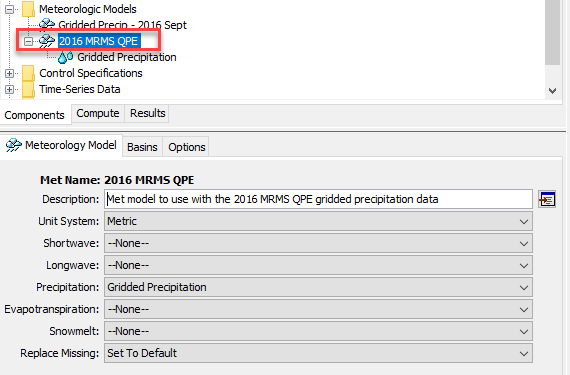 Meteorologic Models
Gridded Precip - 2016 Sept
2016 MRMS QPE
Gridded Precipitation
Control Specifications
Time-Series Data
Components Compute Results
Meteorology Model Basins Options
Met Name: 2016 MRMS QPE
Description: Met model to use with the 2016 MRMS QPE gridded precipitation data
Unit System: Metric
Shortwave: --None--
Longwave: --None--
Precipitation: Gridded Precipitation
Evapotranspiration: --None--
Snowmelt: --None--
Replace Missing: Set To Default